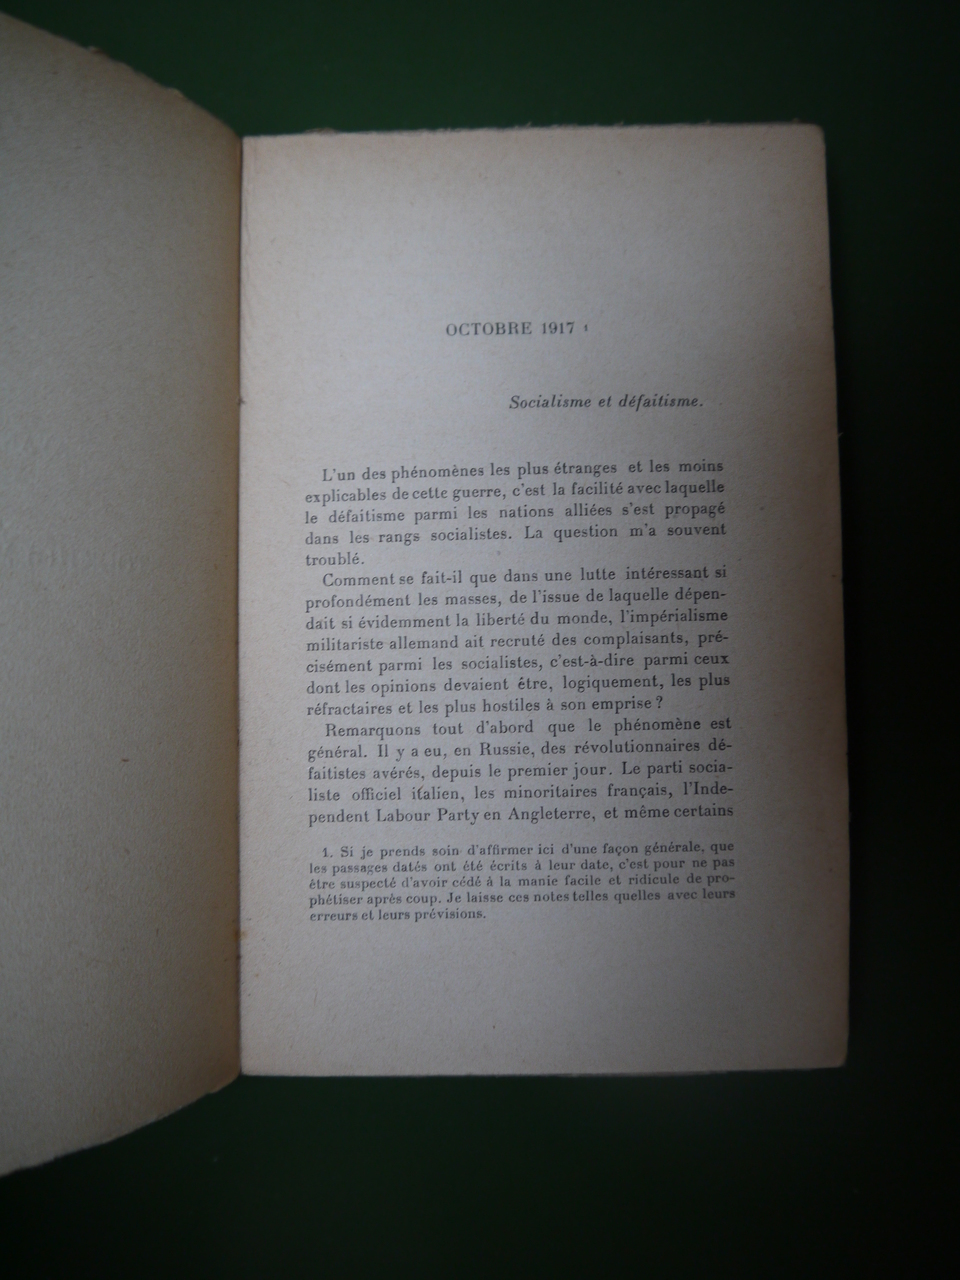 OCTOBRE 1917 1
Socialisme et défaitisme.
L'un des phénomènes les plus étranges et les moins
explicables de cette guerre, c'est la facilité avec laquelle
le défaitisme parmi les nations alliées s'est propagé
dans les rangs socialistes. La question m'a souvent
troublé.
Comment se fait-il que dans une lutte intéressant si
profondément les masses, de l'issue de laquelle dépen-
dait si évidemment la liberté du monde, l'impérialisme
militariste allemand ait recruté des complaisants, pré-
cisément parmi les socialistes, c'est-à-dire parmi ceux
dont les opinions devaient être, logiquement, les plus
réfractaires et les plus hostiles à son emprise ?
Remarquons tout d'abord que le phénomène est
général. Il y a eu, en Russie, des révolutionnaires dé-
faitistes avérés, depuis le premier jour. Le parti socia-
liste officiel italien, les minoritaires français, l'Inde-
pendent Labour Party en Angleterre, et même certains
1. Si je prends soin d'affirmer ici d'une façon générale, que
les passages datés ont été écrits à leur date, c'est pour ne pas
être suspecté d'avoir cédé à la manie facile et ridicule de pro-
phétiser après coup. Je laisse ces notes telles quelles avec leurs
erreurs et leurs prévisions.